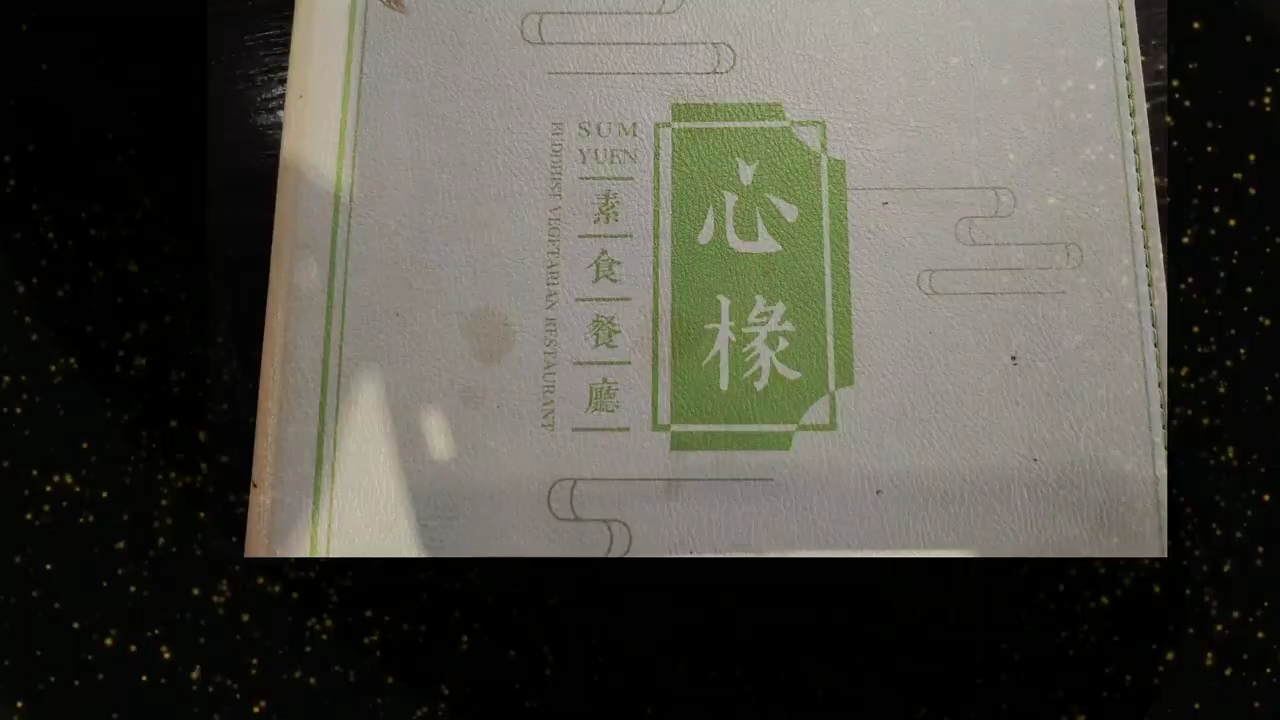 心
椽
SUM
YUEN
素
食
餐
廳
BUDDHIST VEGETARIAN RESTAURANT